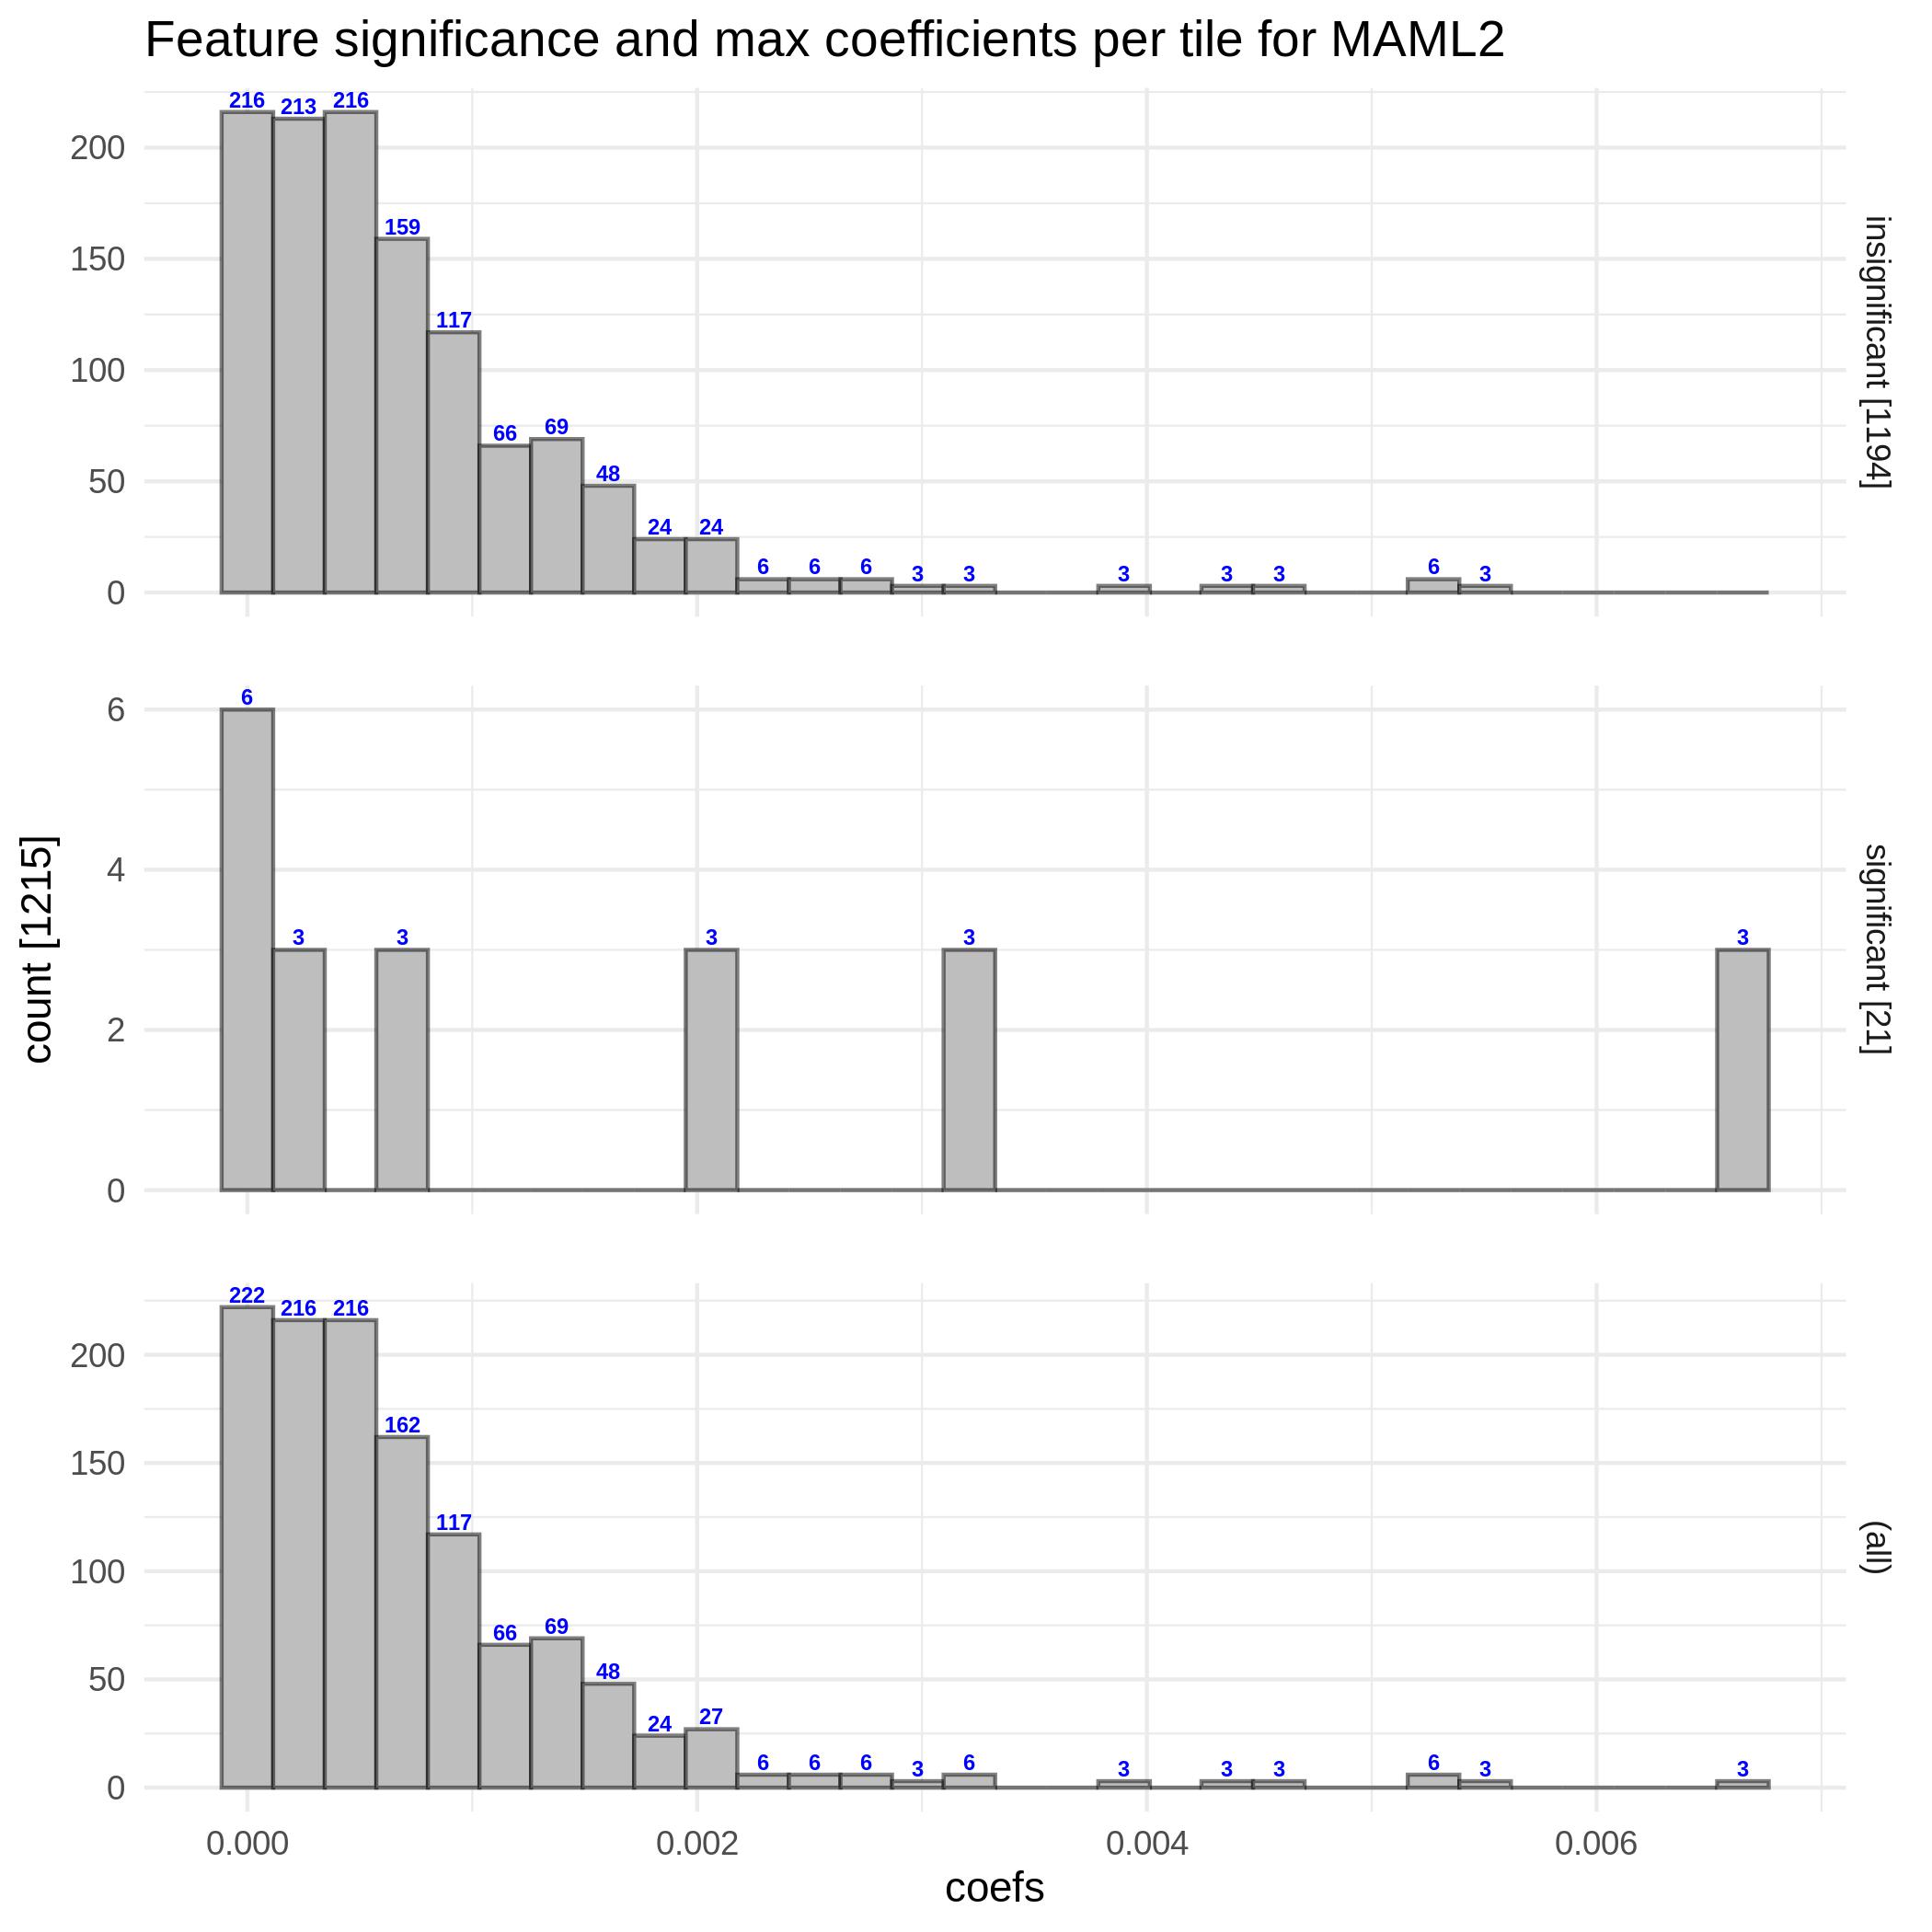 Feature significance and max coefficients per tile for MAML2
216 213 216 159 117 66 69 48 24 24 6 6 6 3 3 3 3 3 6 3
200
150
100
50
0
insignificant [1194]
6 3 3 3 3 3
6
4
2
0
count [1215]
significant [21]
222 216 216 162 117 66 69 48 24 27 6 6 6 3 6 3 3 3 6 3 3
200
150
100
50
0
(all)
0.000 0.002 0.004 0.006
coefs